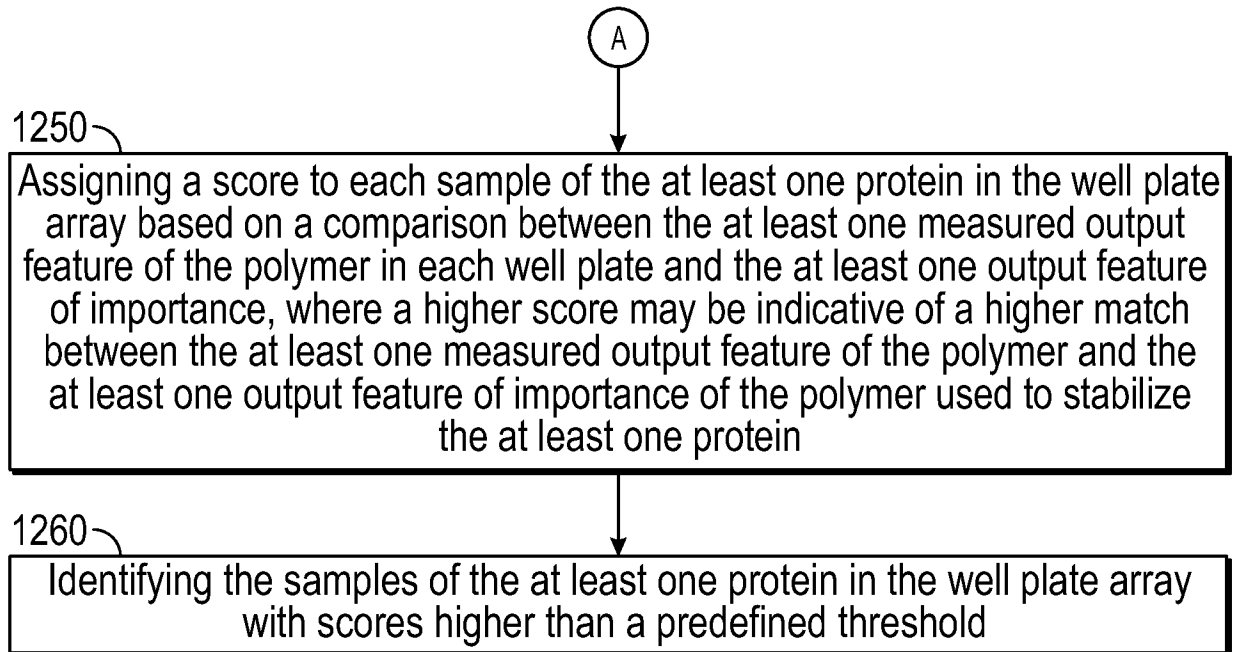 A
1250
Assigning a score to each sample of the at least one protein in the well plate
array based on a comparison between the at least one measured output
feature of the polymer in each well plate and the at least one output feature
of importance, where a higher score may be indicative of a higher match
between the at least one measured output feature of the polymer and the
at least one output feature of importance of the polymer used to stabilize
the at least one protein
1260
Identifying the samples of the at least one protein in the well plate array
with scores higher than a predefined threshold